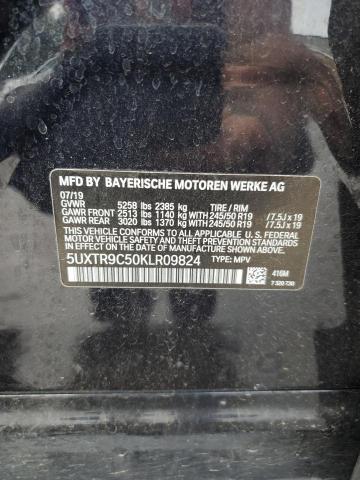 MFD BY BAYERISCHE MOTOREN WERKE AG
07/19
GVWR 5258 lbs 2385 kg TIRE / RIM
GAWR FRONT 2513 lbs 1140 kg WITH 245/50 R19 / 7.5J x 19
GAWR REAR 3020 lbs 1370 kg WITH 245/50 R19 / 7.5J x 19
THIS VEHICLE CONFORMS TO ALL APPLICABLE
U.S. FEDERAL MOTOR VEHICLE SAFETY STANDARDS
IN EFFECT ON THE DATE OF MANUFACTURE SHOWN ABOVE.
5UXTR9C50KLR09824 TYPE: MPV
416M
7 320 730